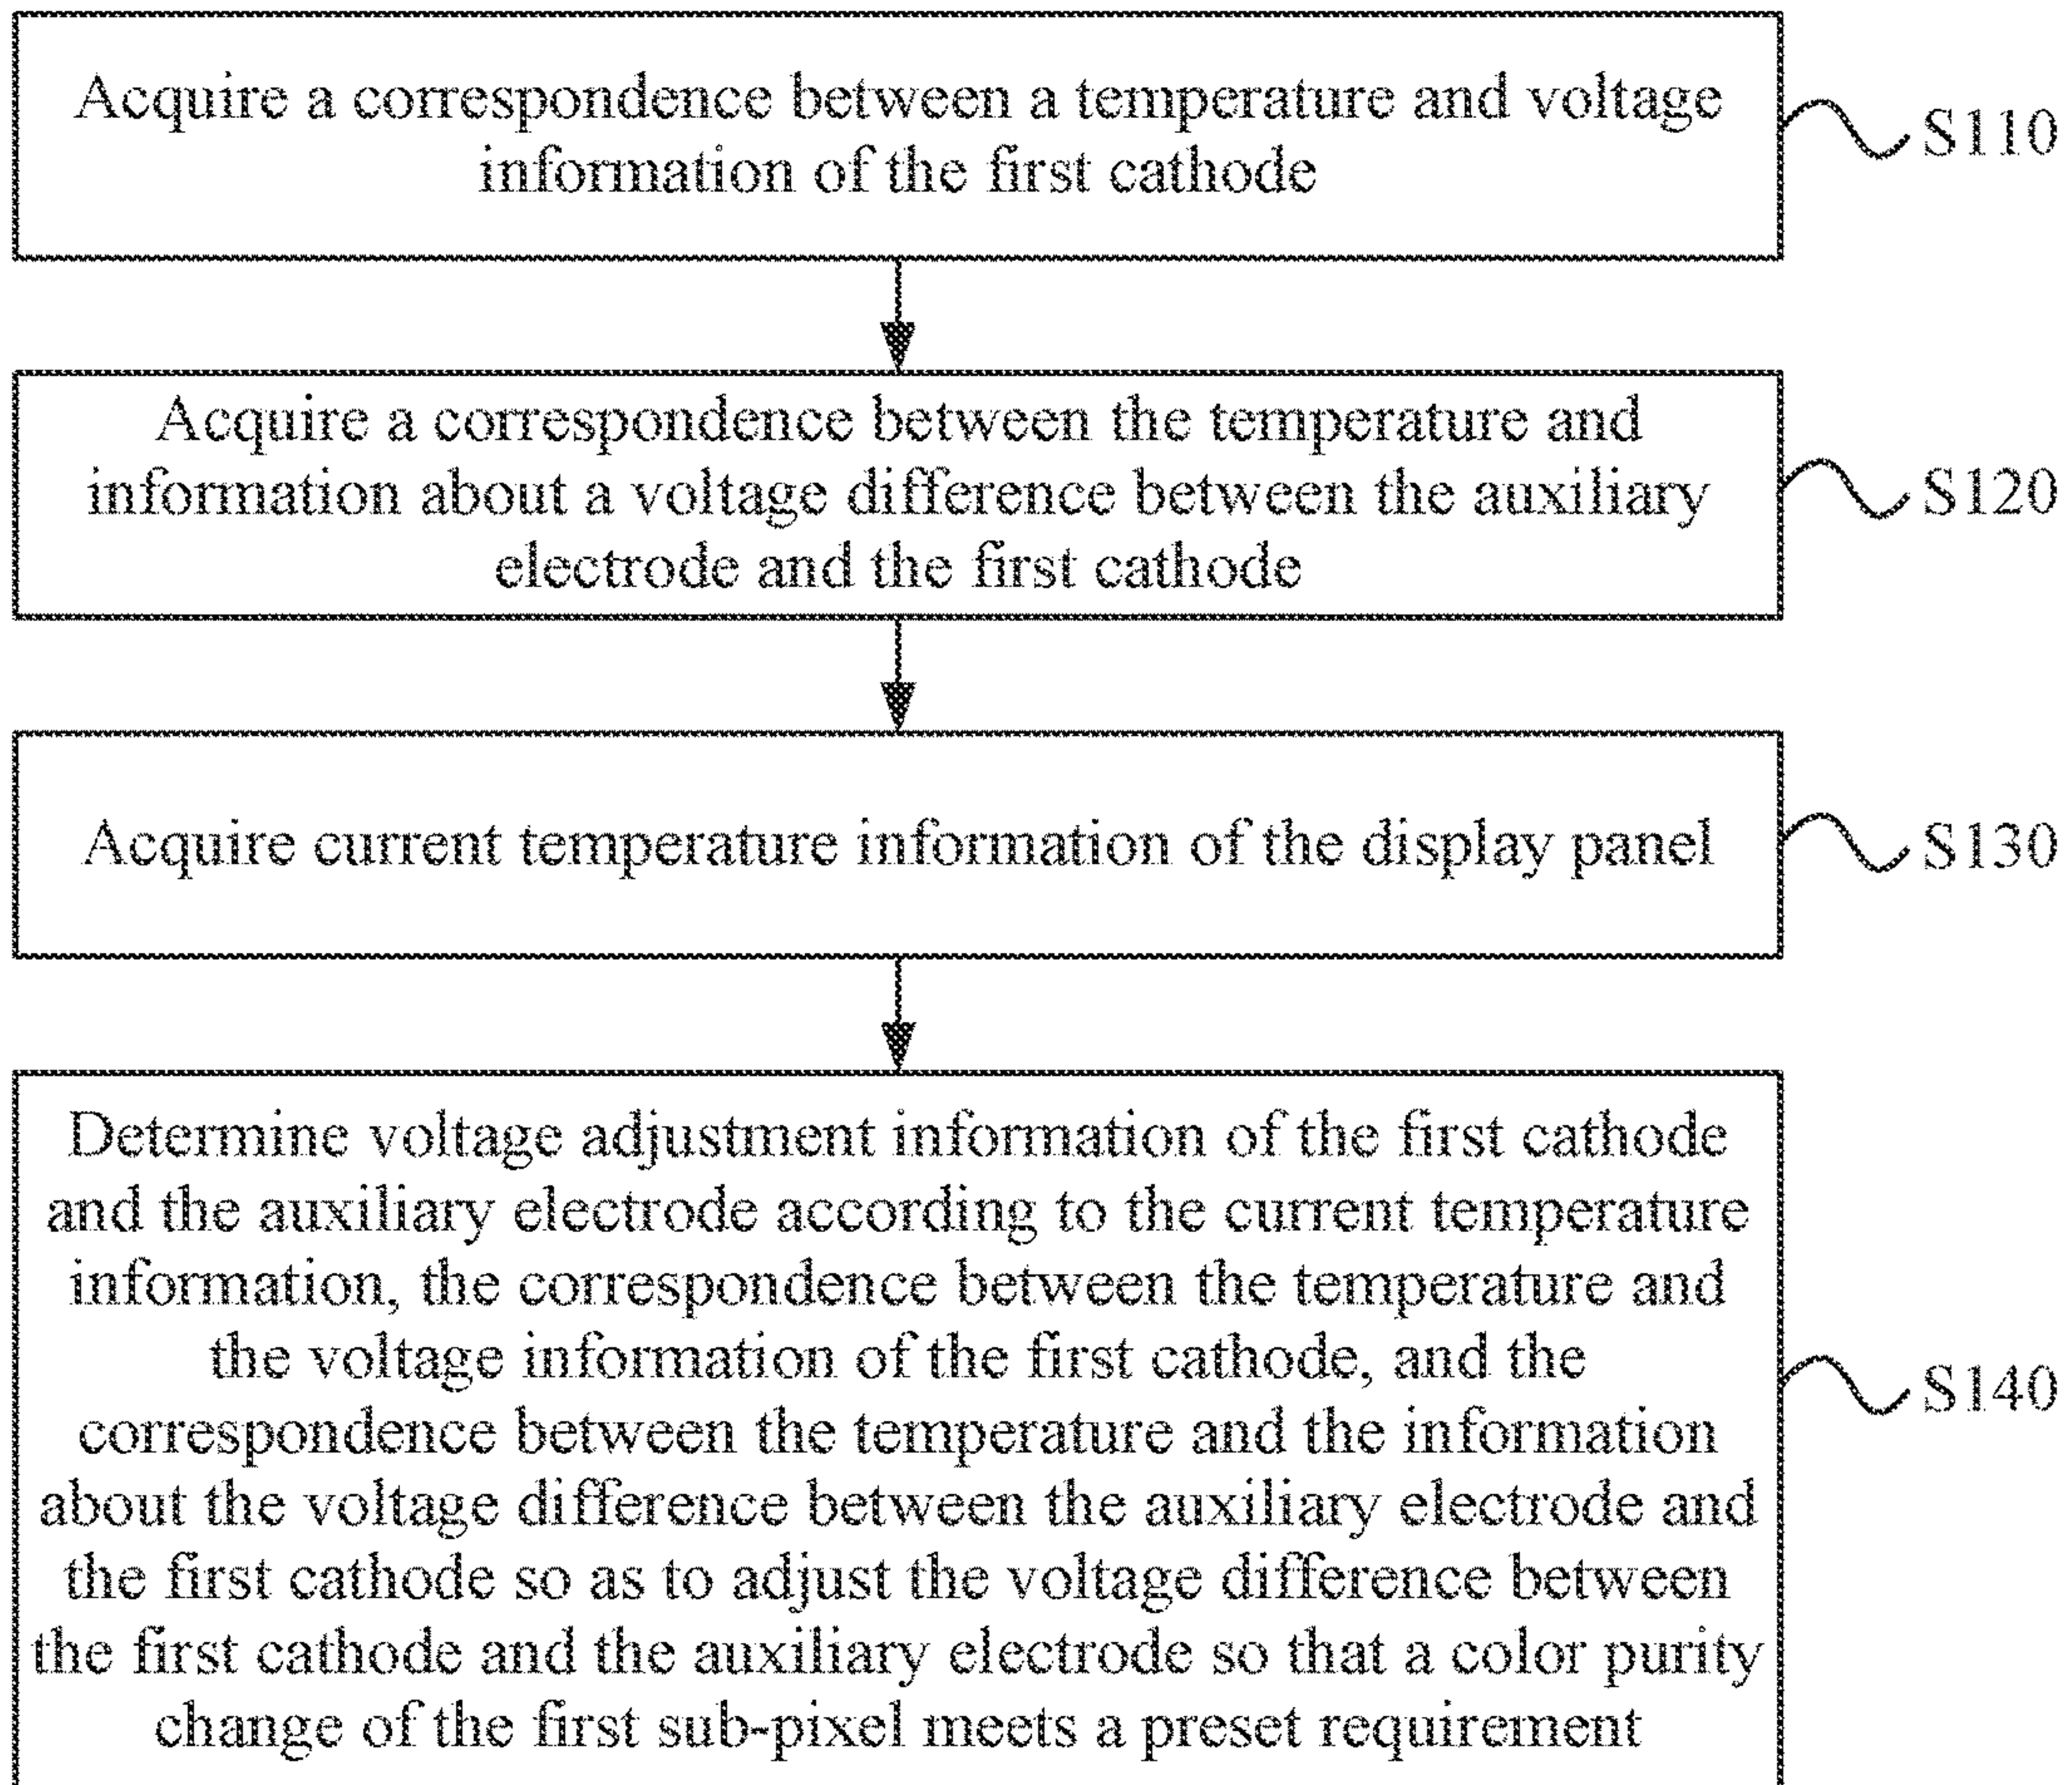 Acquire a correspondence between a temperature and voltage
information of the first cathode
S110
Acquire a correspondence between the temperature and
information about a voltage difference between the auxiliary
electrode and the first cathode
S120
Acquire current temperature information of the display panel
S130
Determine voltage adjustment information of the first cathode
and the auxiliary electrode according to the current temperature
information, the correspondence between the temperature and
the voltage information of the first cathode, and the
correspondence between the temperature and the information
about the voltage difference between the auxiliary electrode and
the first cathode so as to adjust the voltage difference between
the first cathode and the auxiliary electrode so that a color purity
change of the first sub-pixel meets a preset requirement
S140